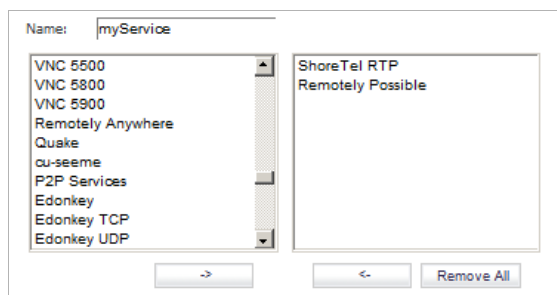 Name: myService
VNC 5500
VNC 5800
VNC 5900
Remotely Anywhere
Quake
cu-seeme
P2P Services
Edonkey
Edonkey TCP
Edonkey UDP
ShoreTel RTP
Remotely Possible
->
<-
Remove All